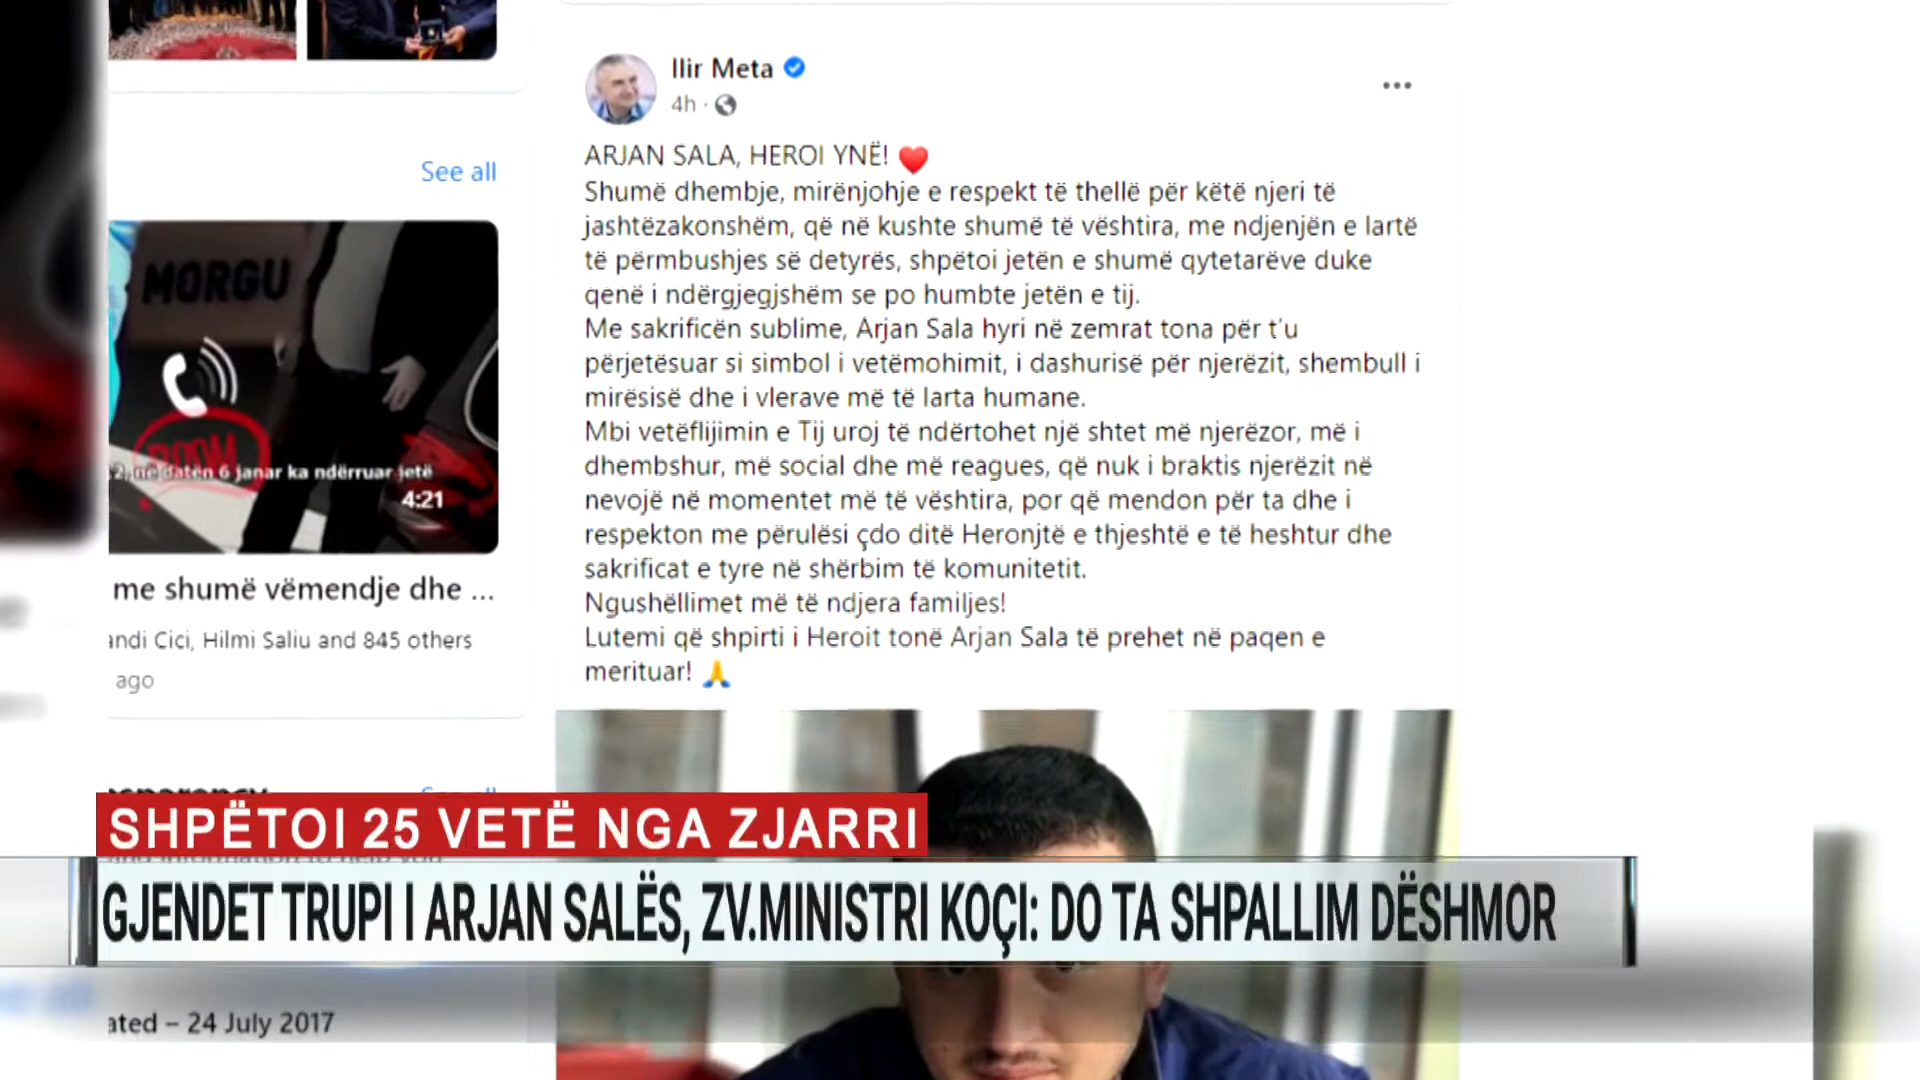 Ilir Meta
4h ·
ARJAN SALA, HEROI YNË! ❤️
Shumë dhembje, mirënjohje e respekt të thellë për këtë njeri të
jashtëzakonshëm, që në kushte shumë të vështira, me ndjenjën e lartë
të përmbushjes së detyrës, shpëtoi jetën e shumë qytetarëve duke
qenë i ndërgjegjshëm se po humbte jetën e tij.
Me sakrificën sublime, Arjan Sala hyri në zemrat tona për t'u
përjetësuar si simbol i vetëmohimit, i dashurisë për njerëzit, shembull i
mirësisë dhe i vlerave më të larta humane.
Mbi vetëflijimin e Tij uroj të ndërtohet një shtet më njerëzor, më i
dhembshur, më social dhe më reagues, që nuk i braktis njerëzit në
nevojë në momentet më të vështira, por që mendon për ta dhe i
respekton me përulësi çdo ditë Heronjtë e thjeshtë e të heshtur dhe
sakrificat e tyre në shërbim të komunitetit.
Ngushëllimet më të ndjera familjes!
Lutemi që shpirti i Heroit tonë Arjan Sala të prehet në paqen e
merituar! 🙏
See all
MORGU
BOOM
2, në datën 6 janar ka ndërruar jetë
4:21
me shumë vëmendje dhe ...
andi Cici, Hilmi Saliu and 845 others
ago
See all
SHPËTOI 25 VETË NGA ZJARRI
GJENDET TRUPI I ARJAN SALËS, ZV.MINISTRI KOÇI: DO TA SHPALLIM DËSHMOR
ated – 24 July 2017